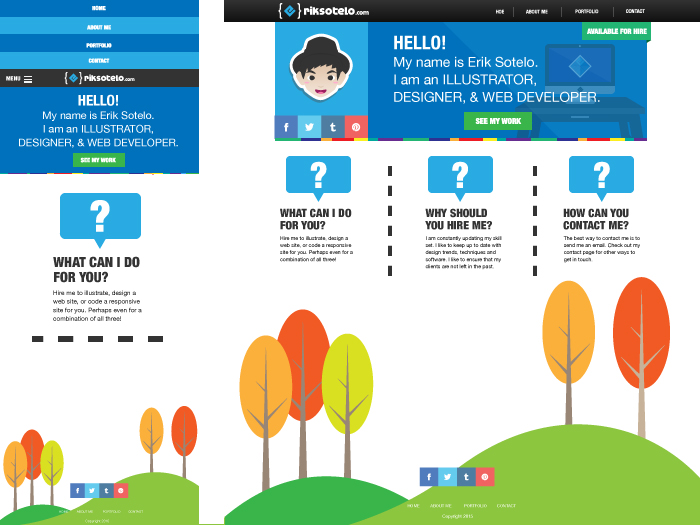 HOME
ABOUT ME
PORTFOLIO
CONTACT
MENU
{ } riksotelo.com
HELLO!
My name is Erik Sotelo.
I am an ILLUSTRATOR,
DESIGNER, & WEB DEVELOPER.
SEE MY WORK
?
WHAT CAN I DO
FOR YOU?
Hire me to illustrate, design a
web site, or code a responsive
site for you. Perhaps even for a
combination of all three!
f t p
HOME ABOUT ME PORTFOLIO CONTACT
Copyright 2015.
{ } riksotelo.com
HOE ABOUT ME PORTFOLIO CONTACT
AVAILABLE FOR HIRE
HELLO!
My name is Erik Sotelo.
I am an ILLUSTRATOR,
DESIGNER, & WEB DEVELOPER.
SEE MY WORK
f t p
?
WHAT CAN I DO
FOR YOU?
Hire me to illustrate, design a
web site, or code a responsive
site for you. Perhaps even for a
combination of all three!
?
WHY SHOULD
YOU HIRE ME?
I am constantly updating my skill
set. I like to keep up to date with
design trends, techniques and
software. I like to ensure that my
clients are not left in the past.
?
HOW CAN YOU
CONTACT ME?
The best way to contact me is to
send me an email. Check out my
contact page for other ways to
get in touch.
f t p
HOME ABOUT ME PORTFOLIO CONTACT
Copyright 2015.